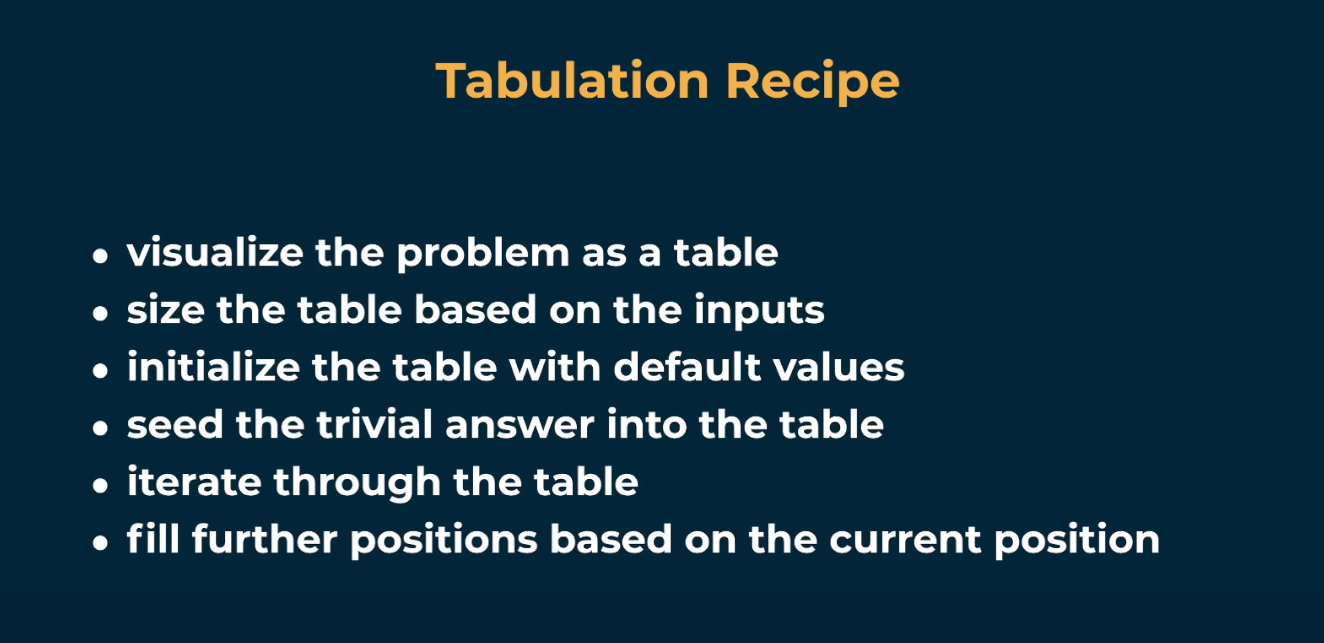 Tabulation Recipe
• visualize the problem as a table
• size the table based on the inputs
• initialize the table with default values
• seed the trivial answer into the table
• iterate through the table
• fill further positions based on the current position